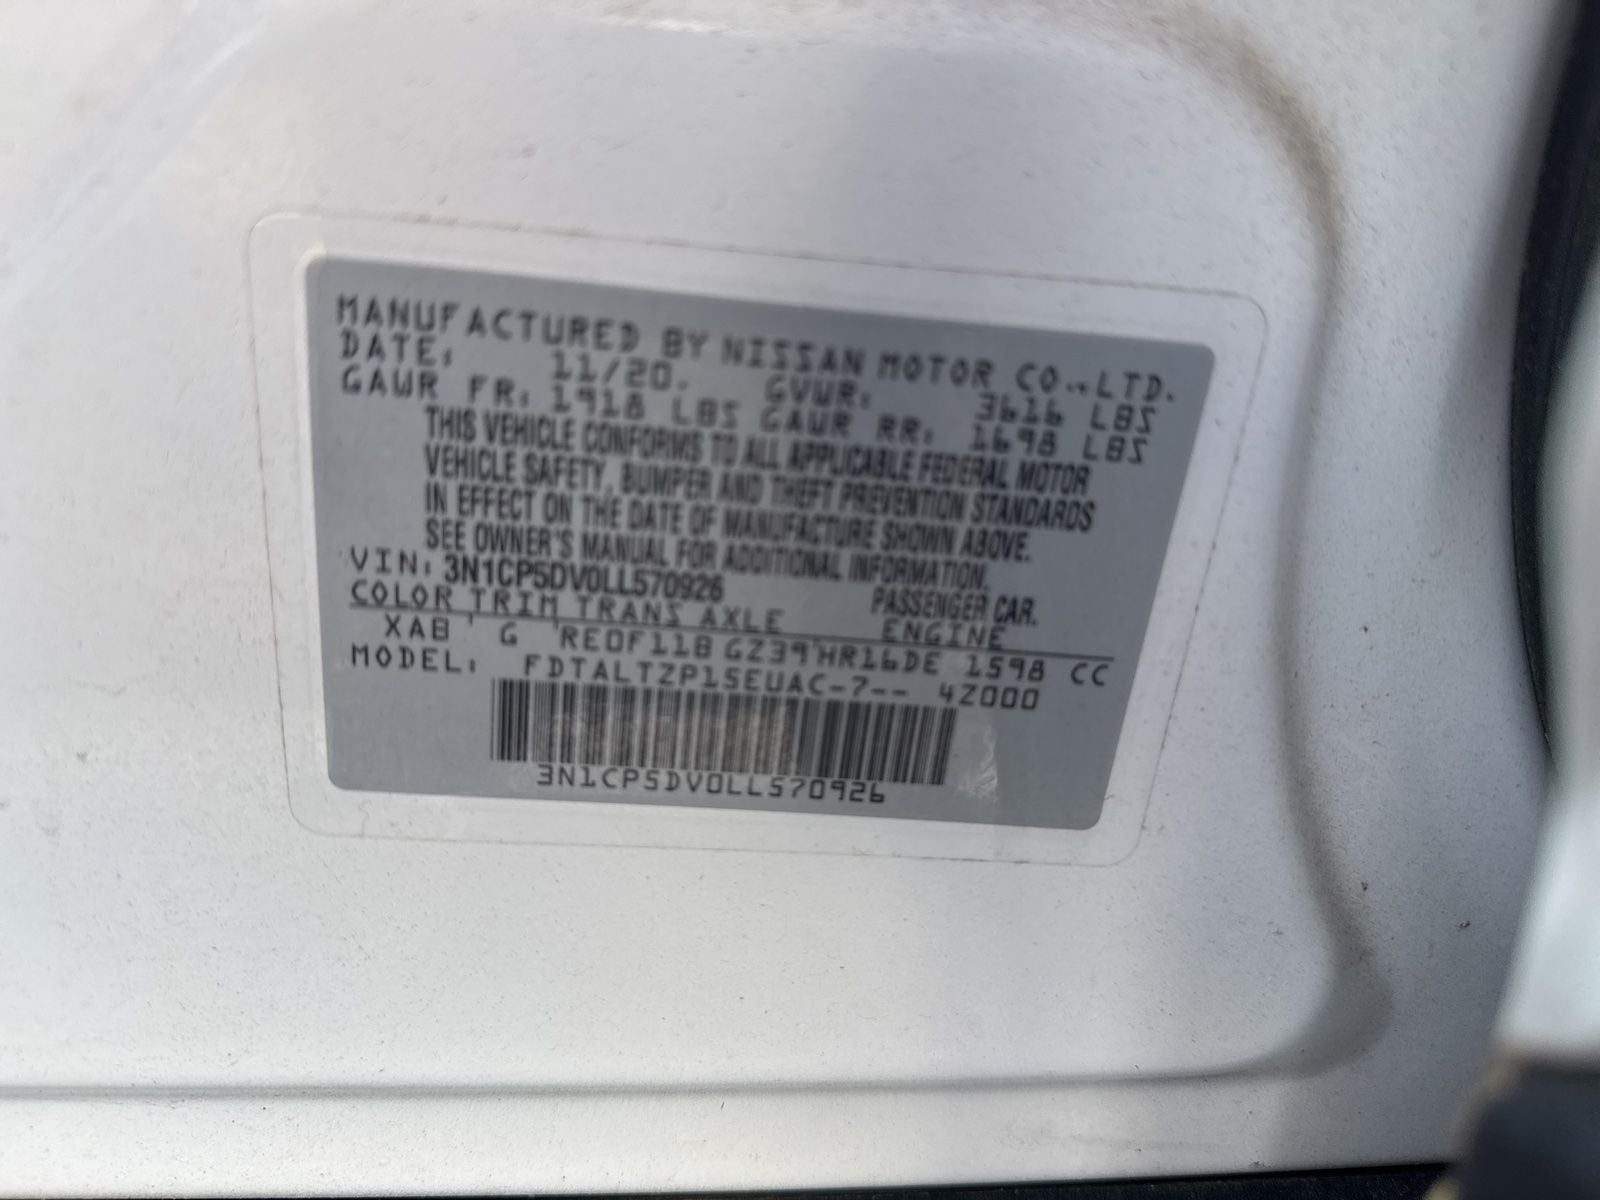 MANUFACTURED BY NISSAN MOTOR CO., LTD.
DATE: 11/20. GVWR: 3616 LBS
GAWR FR: 1918 LBS GAWR RR: 1698 LBS
THIS VEHICLE CONFORMS TO ALL APPLICABLE FEDERAL MOTOR
VEHICLE SAFETY, BUMPER AND THEFT PREVENTION STANDARDS
IN EFFECT ON THE DATE OF MANUFACTURE SHOWN ABOVE.
SEE OWNER'S MANUAL FOR ADDITIONAL INFORMATION.
VIN: 3N1CP5DV0LL570926 PASSENGER CAR.
COLOR TRIM TRANS AXLE ENGINE
XAB G RE0F11B GZ39 HR16DE 1598 CC
MODEL: FDTALTZP15EUAC-7-- 4Z000
3N1CP5DV0LL570926